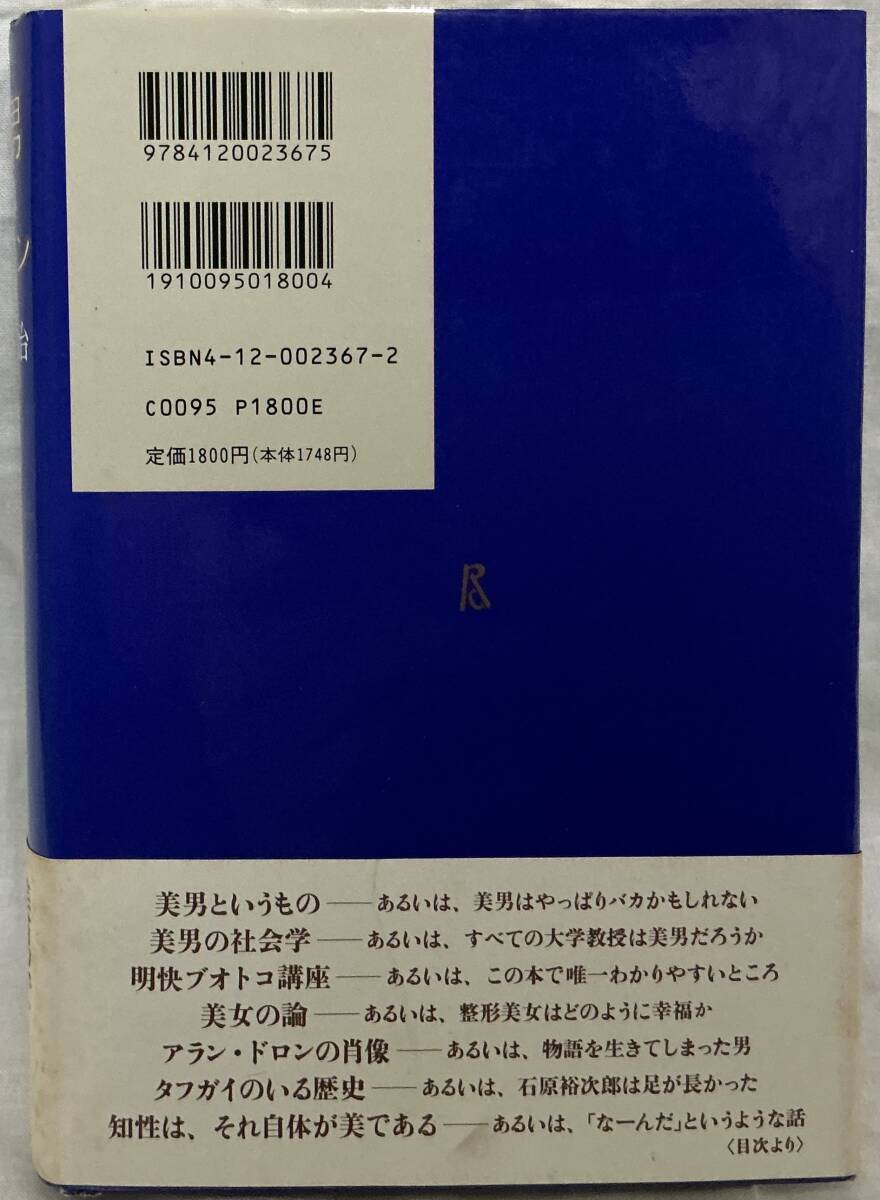 9784120023675
1910095018004
ISBN4-12-002367-2
C0095 P1800E
定価1800円(本体1748円)
男
ン
治
美男というもの——あるいは、美男はやっぱりバカかもしれない
美男の社会学——あるいは、すべての大学教授は美男だろうか
明快ブオトコ講座——あるいは、この本で唯一わかりやすいところ
美女の論——あるいは、整形美女はどのように幸福か
アラン・ドロンの肖像——あるいは、物語を生きてしまった男
タフガイのいる歴史——あるいは、石原裕次郎は足が長かった
知性は、それ自体が美である——あるいは、「なーんだ」というような話
〈目次より〉